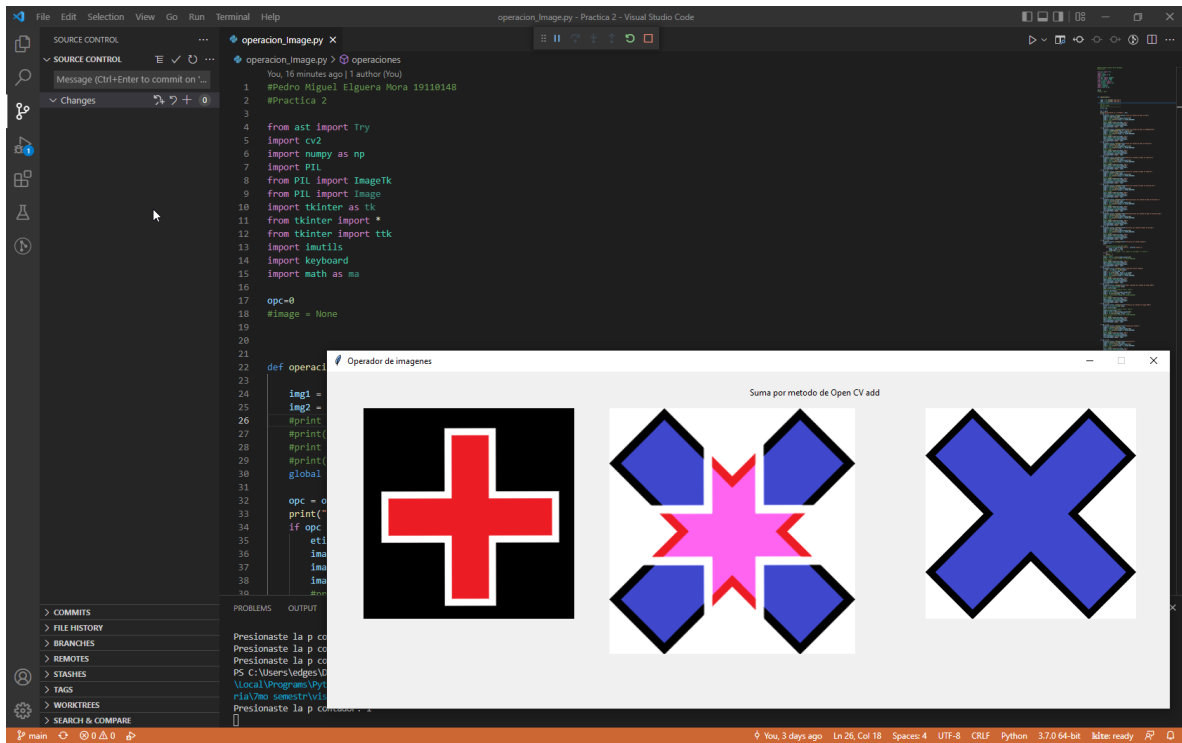 File Edit Selection View Go Run Terminal Help
operacion_Image.py - Practica 2 - Visual Studio Code
SOURCE CONTROL
SOURCE CONTROL
Message (Ctrl+Enter to commit on '...
Changes
0
1
COMMITS
FILE HISTORY
BRANCHES
REMOTES
STASHES
TAGS
WORKTREES
SEARCH & COMPARE
operacion_Image.py
operacion_Image.py > operaciones
You, 16 minutes ago | 1 author (You)
1 #Pedro Miguel Elguera Mora 19110148
2 #Practica 2
3
4 from ast import Try
5 import cv2
6 import numpy as np
7 import PIL
8 from PIL import ImageTk
9 from PIL import Image
10 import tkinter as tk
11 from tkinter import *
12 from tkinter import ttk
13 import imutils
14 import keyboard
15 import math as ma
16
17 opc=0
18 #image = None
19
20
21
22 def operaci
23
24 img1 =
25 img2 =
26 #print
27 #print(
28 #print
29 #print(
30 global
31
32 opc = o
33 print("
34 if opc
35 eti
36 ima
37 ima
38 ima
39 #pr
Operador de imagenes
Suma por metodo de Open CV add
PROBLEMS OUTPUT
Presionaste la p co
Presionaste la p co
Presionaste la p co
PS C:\Users\edges\D
\Local\Programs\Pyt
ria\7mo semestr\vis
Presionaste la p contador: 1
main 0 0 0
You, 3 days ago Ln 26, Col 18 Spaces: 4 UTF-8 CRLF Python 3.7.0 64-bit kite: ready